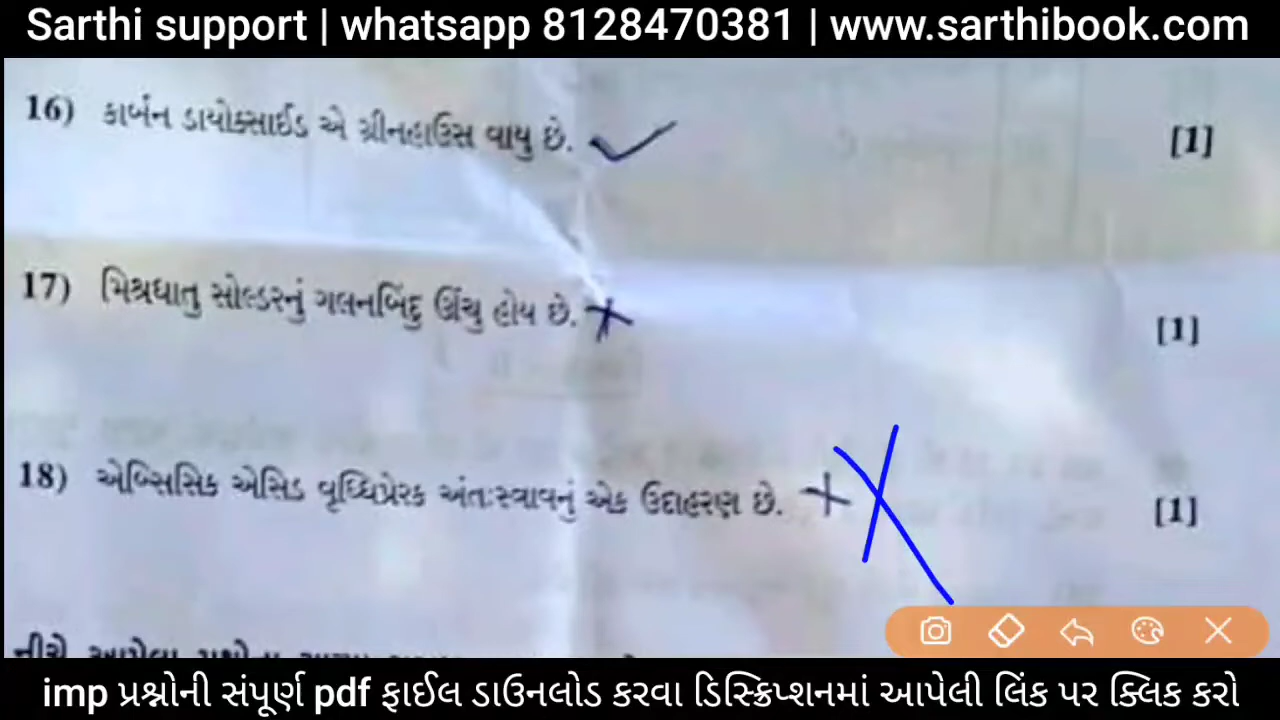 Sarthi support | whatsapp 8128470381 | www.sarthibook.com
16) કાર્બન ડાયોક્સાઈડ એ ગ્રીનહાઉસ વાયુ છે. [1]
17) મિશ્રધાતુ સોલ્ડરનું ગલનબિંદુ ઊંચુ હોય છે. [1]
18) એબ્સિસિક એસિડ વૃધ્ધિપ્રેરક અંતઃસ્ત્રાવનું એક ઉદાહરણ છે. [1]
imp પ્રશ્નોની સંપૂર્ણ pdf ફાઈલ ડાઉનલોડ કરવા ડિસ્ક્રિપ્શનમાં આપેલી લિંક પર ક્લિક કરો